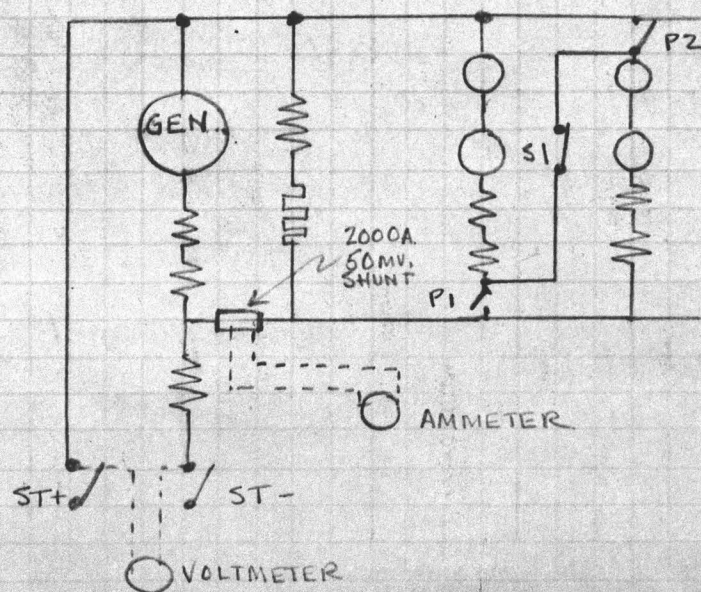 P2
GEN.
S1
2000A.
50MV.
SHUNT
P1
AMMETER
ST+
ST-
VOLTMETER